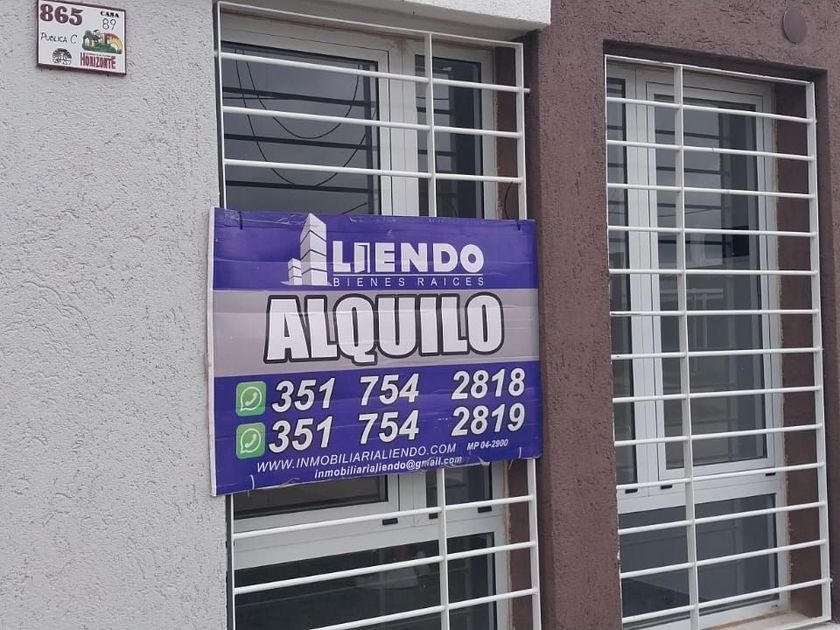 865 CASA 89
PUBLICA C
HORIZONTE
LIENDO
BIENES RAICES
ALQUILO
351 754 2818
351 754 2819
WWW.INMOBILIARIALIENDO.COM MP 04-2900
inmobiliarialiendo@gmail.com